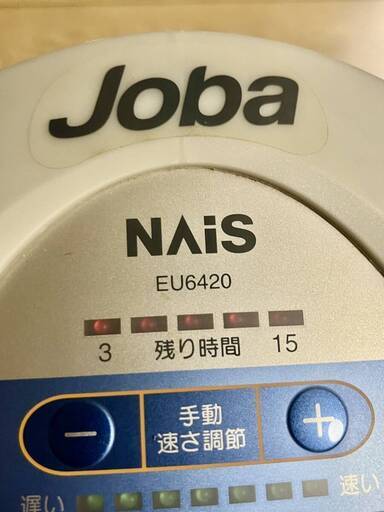 Joba
NAiS
EU6420
3 残り時間 15
手動
− 速さ調節 +
遅い 速い